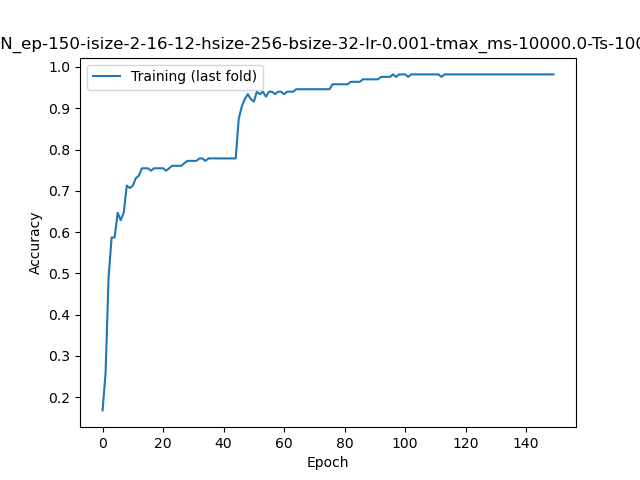 N_ep-150-isize-2-16-12-hsize-256-bsize-32-lr-0.001-tmax_ms-10000.0-Ts-100
Training (last fold)
1.0
0.9
0.8
0.7
0.6
0.5
0.4
0.3
0.2
Accuracy
0 20 40 60 80 100 120 140
Epoch